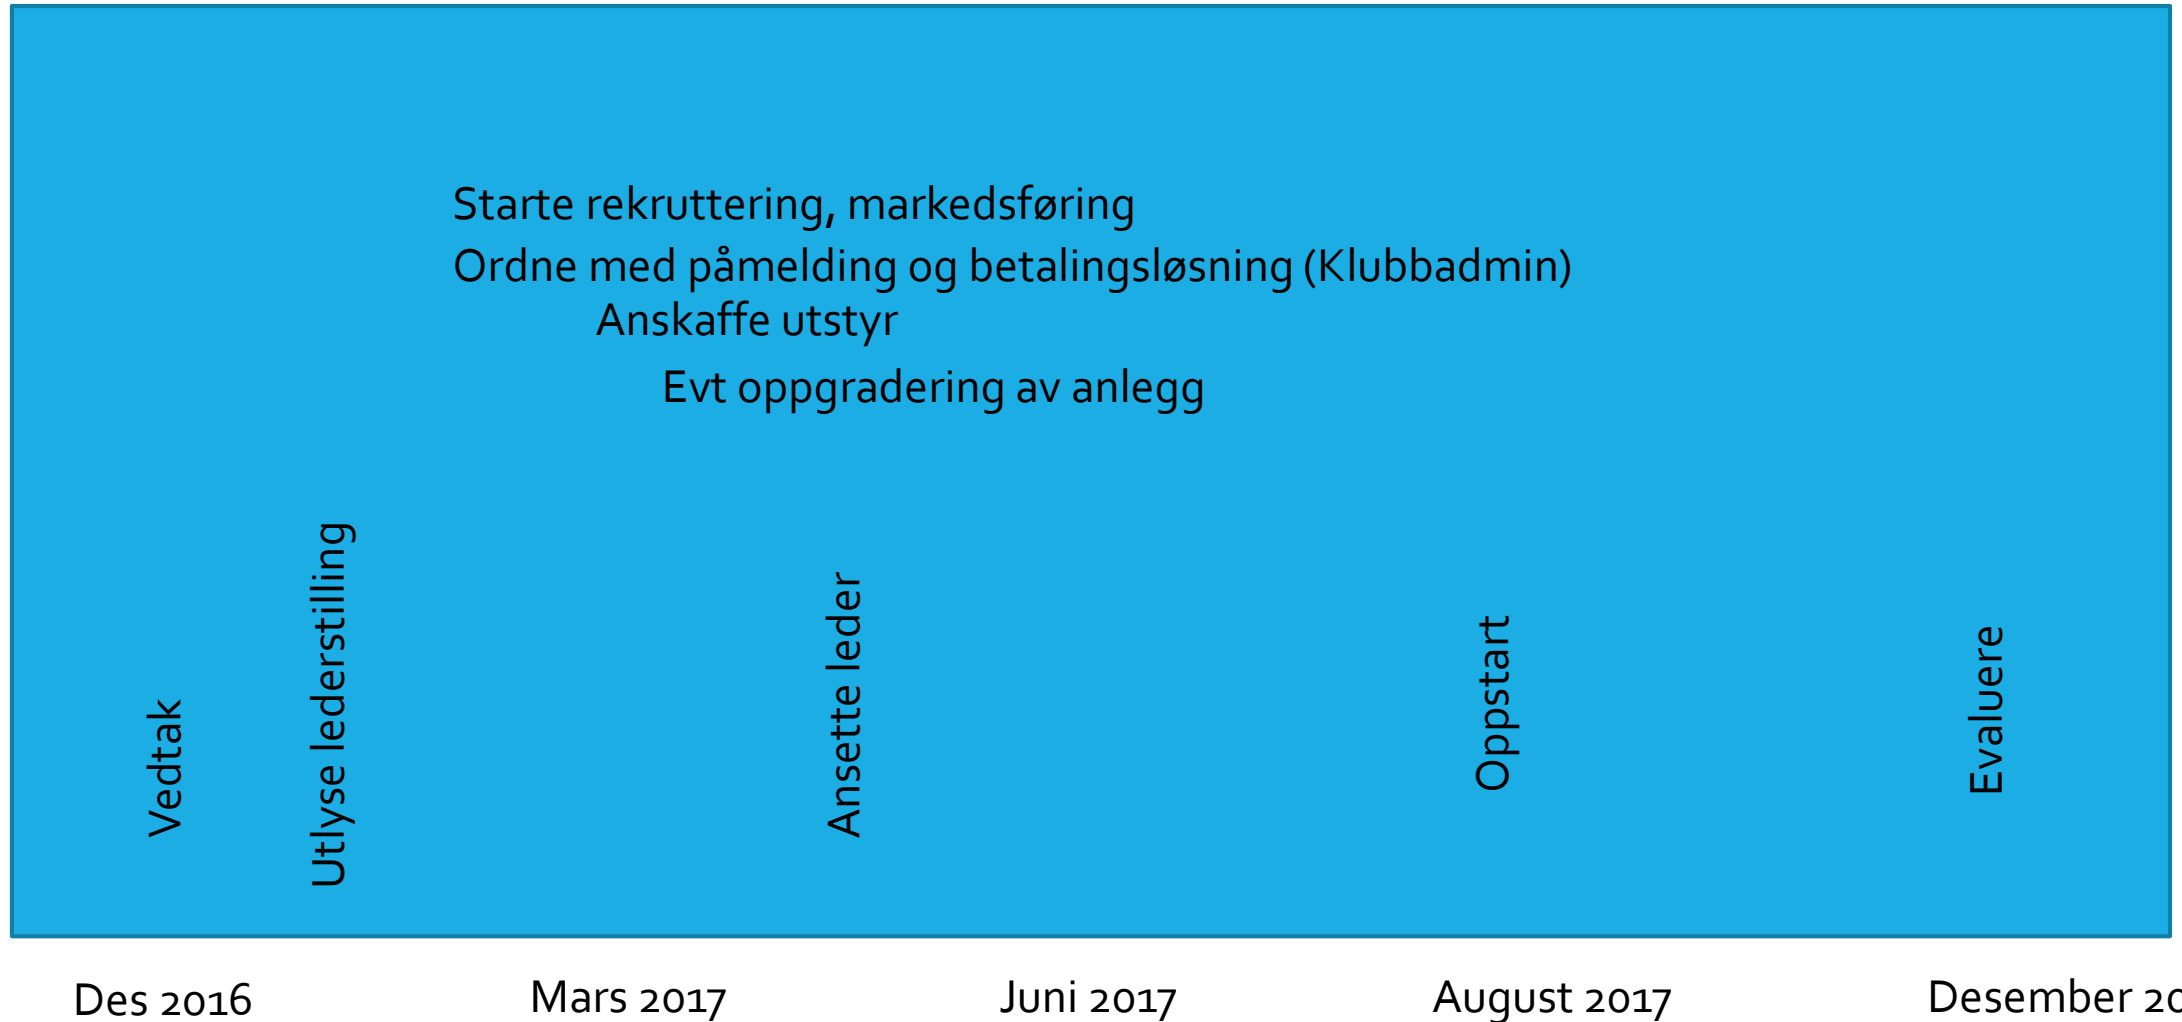 Starte rekruttering, markedsføring
Ordne med påmelding og betalingsløsning (Klubbadmin)
Anskaffe utstyr
Evt oppgradering av anlegg
Vedtak
Utlyse lederstilling
Ansette leder
Oppstart
Evaluere
Des 2016
Mars 2017
Juni 2017
August 2017
Desember 20